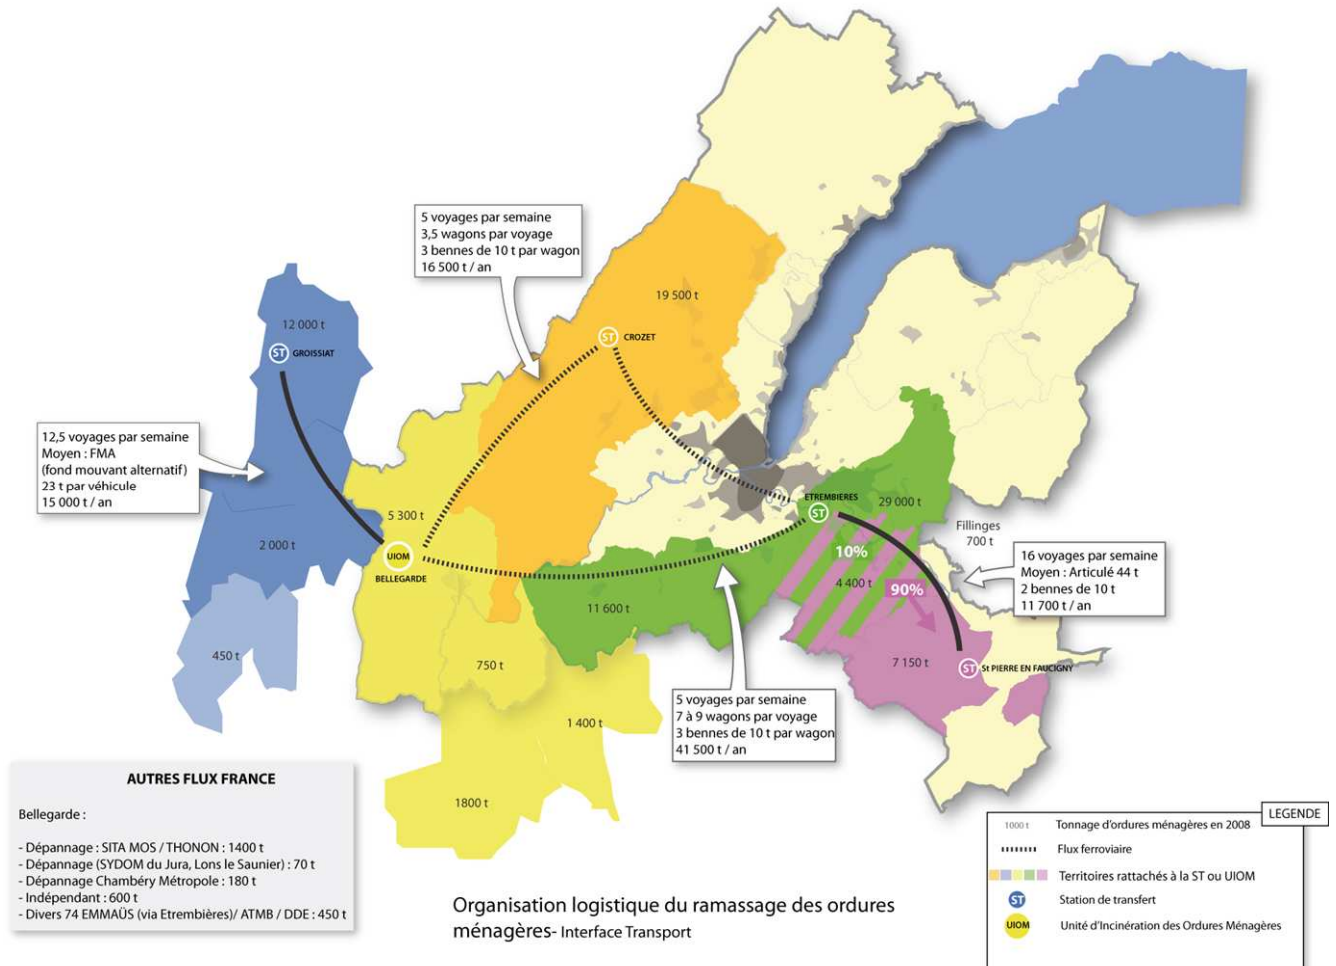 5 voyages par semaine
3,5 wagons par voyage
3 bennes de 10 t par wagon
16 500 t / an
19 500 t
12 000 t
ST
GROISSIAT
ST
CROZET
12,5 voyages par semaine
Moyen : FMA
(fond mouvant alternatif)
23 t par véhicule
15 000 t / an
5 300 t
2 000 t
UIOM
BELLEGARDE
450 t
ETREMBIERES
ST
29 000 t
Fillinges
700 t
10%
4 400 t
90%
16 voyages par semaine
Moyen : Articulé 44 t
2 bennes de 10 t
11 700 t / an
11 600 t
750 t
7 150 t
ST
St PIERRE EN FAUCIGNY
5 voyages par semaine
7 à 9 wagons par voyage
3 bennes de 10 t par wagon
41 500 t / an
1 400 t
1800 t
AUTRES FLUX FRANCE
Bellegarde :
- Dépannage : SITA MOS / THONON : 1400 t
- Dépannage (SYDOM du Jura, Lons le Saunier) : 70 t
- Dépannage Chambéry Métropole : 180 t
- Indépendant : 600 t
- Divers 74 EMMAÜS (via Etrembières)/ ATMB / DDE : 450 t
Organisation logistique du ramassage des ordures
ménagères- Interface Transport
LEGENDE
1000 t Tonnage d'ordures ménagères en 2008
Flux ferroviaire
Territoires rattachés à la ST ou UIOM
ST Station de transfert
UIOM Unité d'Incinération des Ordures Ménagères